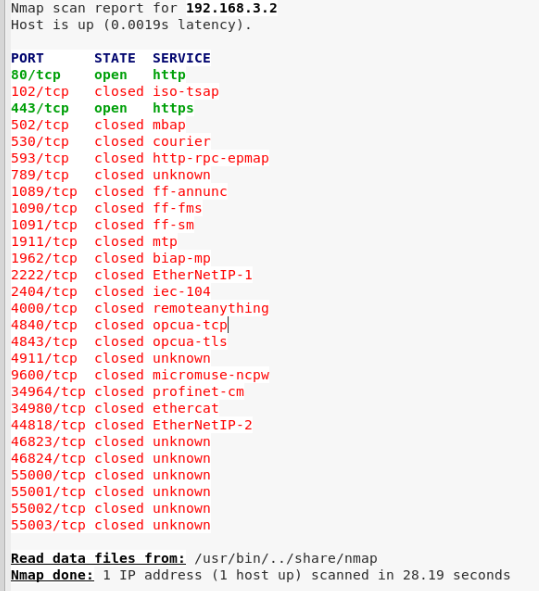 Nmap scan report for 192.168.3.2
Host is up (0.0019s latency).
PORT STATE SERVICE
80/tcp open http
102/tcp closed iso-tsap
443/tcp open https
502/tcp closed mbap
530/tcp closed courier
593/tcp closed http-rpc-epmap
789/tcp closed unknown
1089/tcp closed ff-annunc
1090/tcp closed ff-fms
1091/tcp closed ff-sm
1911/tcp closed mtp
1962/tcp closed biap-mp
2222/tcp closed EtherNetIP-1
2404/tcp closed iec-104
4000/tcp closed remoteanything
4840/tcp closed opcua-tcp
4843/tcp closed opcua-tls
4911/tcp closed unknown
9600/tcp closed micromuse-ncpw
34964/tcp closed profinet-cm
34980/tcp closed ethercat
44818/tcp closed EtherNetIP-2
46823/tcp closed unknown
46824/tcp closed unknown
55000/tcp closed unknown
55001/tcp closed unknown
55002/tcp closed unknown
55003/tcp closed unknown
Read data files from: /usr/bin/../share/nmap
Nmap done: 1 IP address (1 host up) scanned in 28.19 seconds